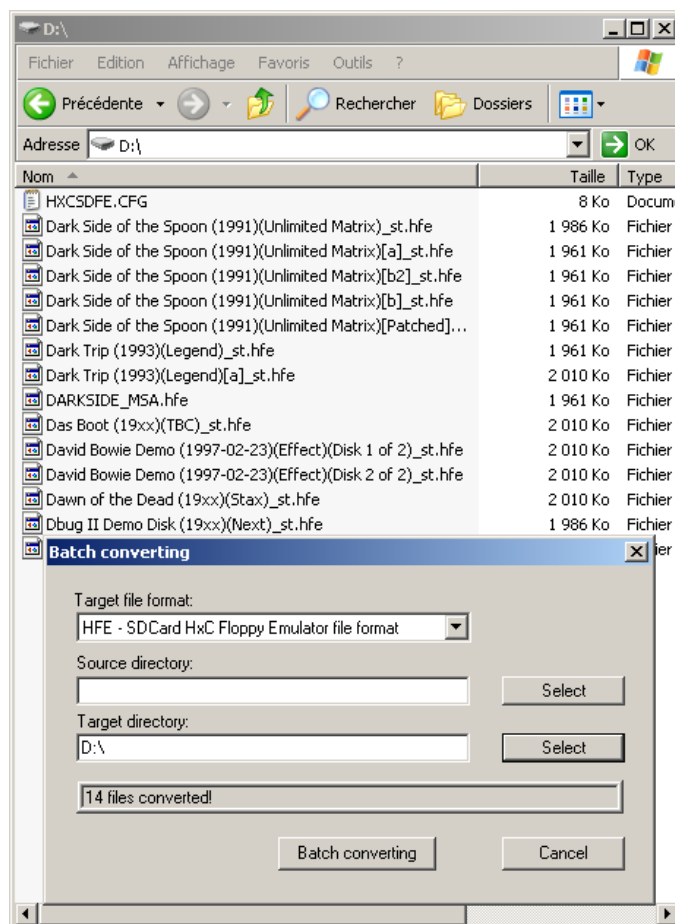 D:\
Fichier Edition Affichage Favoris Outils ?
Précédente Rechercher Dossiers
Adresse D:\ OK
Nom Taille Type
HXCSDFE.CFG 8 Ko Docum
Dark Side of the Spoon (1991)(Unlimited Matrix)_st.hfe 1 986 Ko Fichier
Dark Side of the Spoon (1991)(Unlimited Matrix)[a]_st.hfe 1 961 Ko Fichier
Dark Side of the Spoon (1991)(Unlimited Matrix)[b2]_st.hfe 1 961 Ko Fichier
Dark Side of the Spoon (1991)(Unlimited Matrix)[b]_st.hfe 1 961 Ko Fichier
Dark Side of the Spoon (1991)(Unlimited Matrix)[Patched]... 1 961 Ko Fichier
Dark Trip (1993)(Legend)_st.hfe 1 961 Ko Fichier
Dark Trip (1993)(Legend)[a]_st.hfe 2 010 Ko Fichier
DARKSIDE_MSA.hfe 1 961 Ko Fichier
Das Boot (19xx)(TBC)_st.hfe 2 010 Ko Fichier
David Bowie Demo (1997-02-23)(Effect)(Disk 1 of 2)_st.hfe 2 010 Ko Fichier
David Bowie Demo (1997-02-23)(Effect)(Disk 2 of 2)_st.hfe 2 010 Ko Fichier
Dawn of the Dead (19xx)(Stax)_st.hfe 2 010 Ko Fichier
Dbug II Demo Disk (19xx)(Next)_st.hfe 1 986 Ko Fichier
Batch converting
Target file format:
HFE - SDCard HxC Floppy Emulator file format
Source directory:
Select
Target directory:
D:\ Select
14 files converted!
Batch converting Cancel